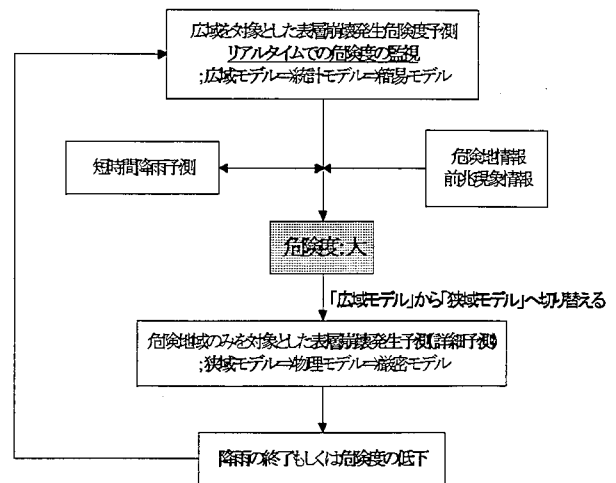 広域を対象とした表層崩壊発生危険度予測
リアルタイムでの危険度の監視
;広域モデル⇒統計モデル⇒簡易モデル
短時間降雨予測
危険地情報
前兆現象情報
危険度:大
「広域モデル」から「狭域モデル」へ切り替える
危険地域のみを対象とした表層崩壊発生予測(詳細予測)
;狭域モデル⇒物理モデル⇒厳密モデル
降雨の終了もしくは危険度の低下